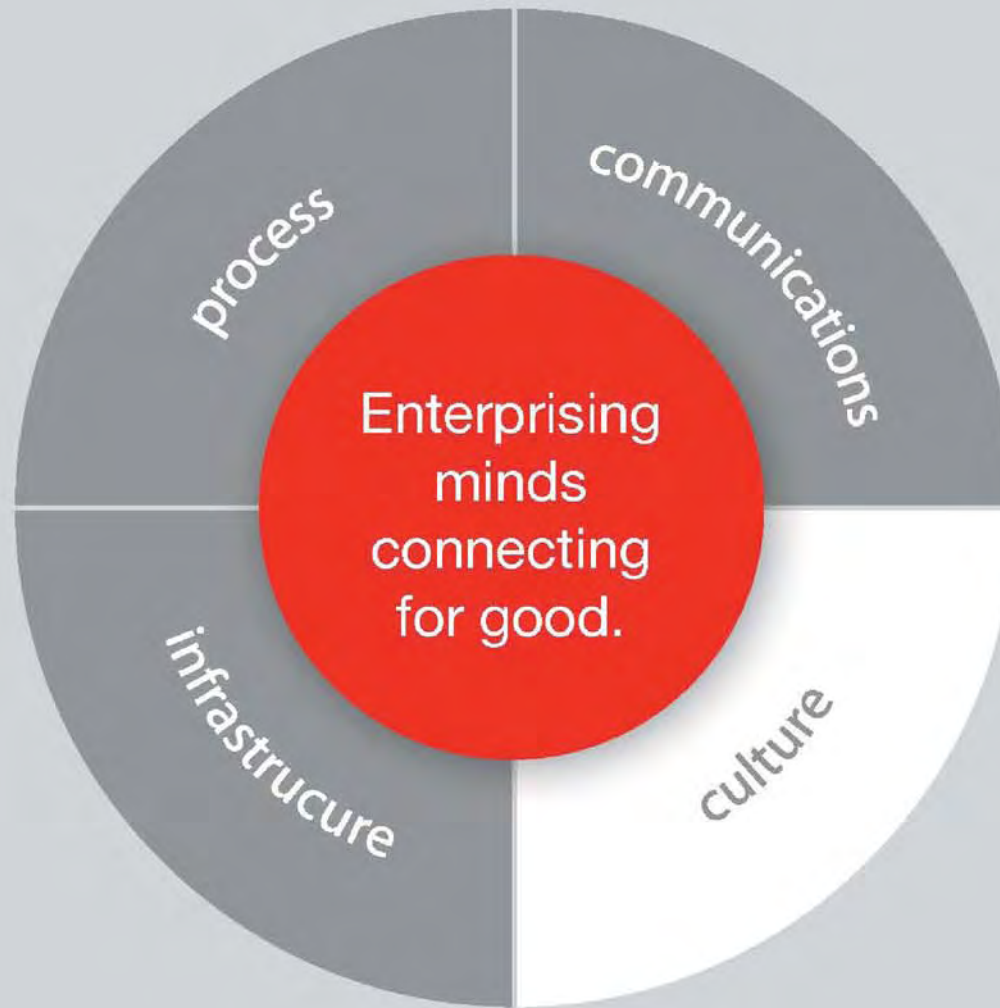 process
communications
Enterprising
minds
connecting
for good.
infrastrucure
culture